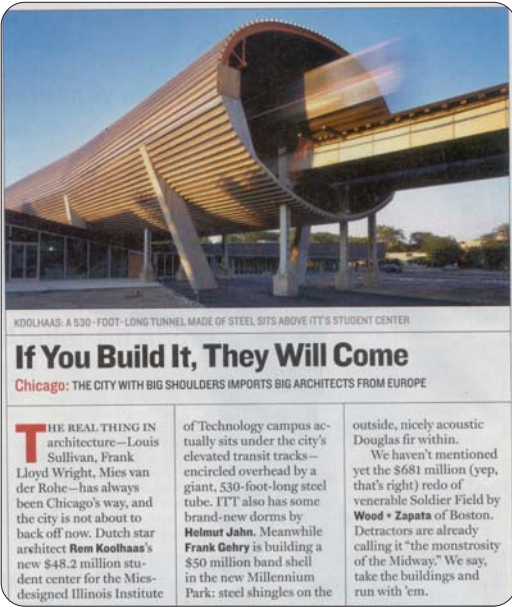 KOOLHAAS: A 530-FOOT-LONG TUNNEL MADE OF STEEL SITS ABOVE ITT'S STUDENT CENTER
If You Build It, They Will Come
Chicago: THE CITY WITH BIG SHOULDERS IMPORTS BIG ARCHITECTS FROM EUROPE
THE REAL THING IN
architecture—Louis
Sullivan, Frank
Lloyd Wright, Mies van
der Rohe—has always
been Chicago's way, and
the city is not about to
back off now. Dutch star
architect Rem Koolhaas's
new $48.2 million stu-
dent center for the Mies-
designed Illinois Institute
of Technology campus ac-
tually sits under the city's
elevated transit tracks—
encircled overhead by a
giant, 530-foot-long steel
tube. ITT also has some
brand-new dorms by
Helmut Jahn. Meanwhile
Frank Gehry is building a
$50 million band shell
in the new Millennium
Park: steel shingles on the
outside, nicely acoustic
Douglas fir within.
We haven't mentioned
yet the $681 million (yep,
that's right) redo of
venerable Soldier Field by
Wood + Zapata of Boston.
Detractors are already
calling it "the monstrosity
of the Midway." We say,
take the buildings and
run with 'em.